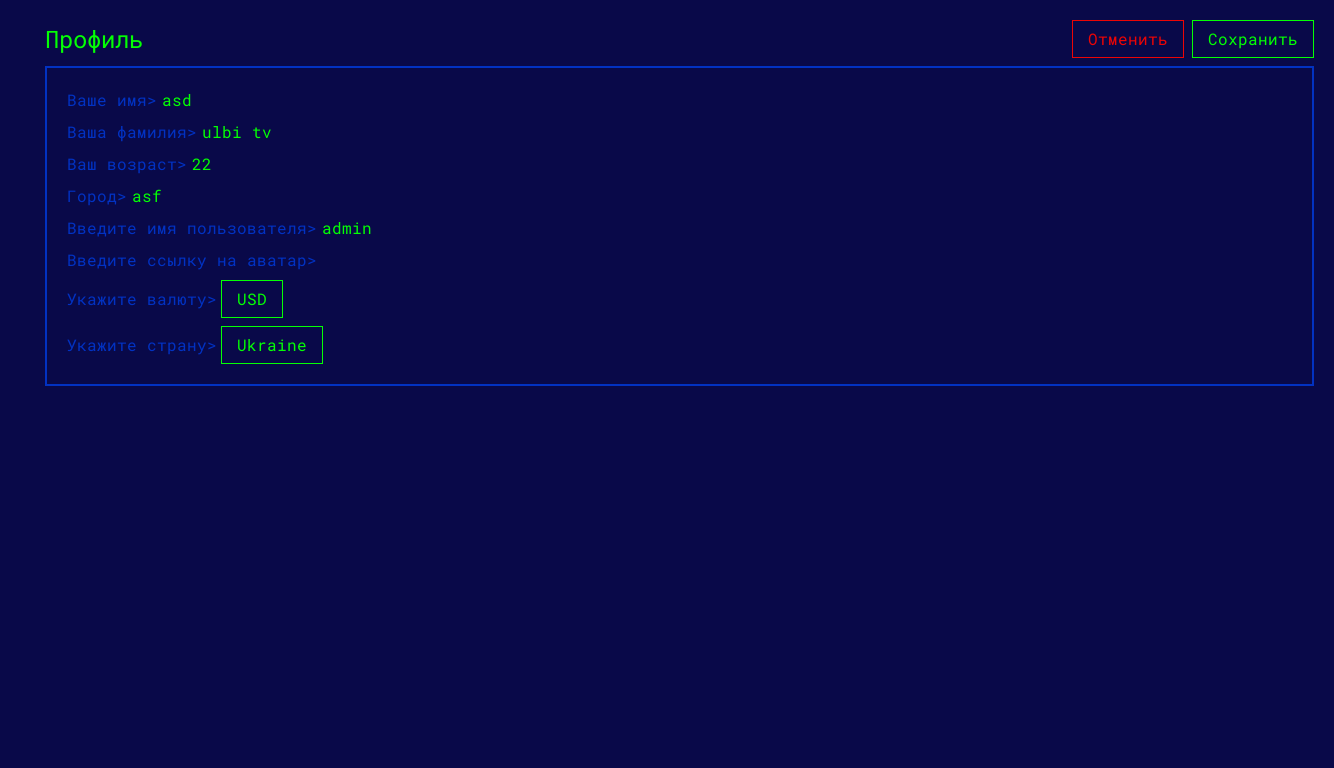 Профиль
Отменить
Сохранить
Ваше имя> asd
Ваша фамилия> ulbi tv
Ваш возраст> 22
Город> asf
Введите имя пользователя> admin
Введите ссылку на аватар>
Укажите валюту> USD
Укажите страну> Ukraine